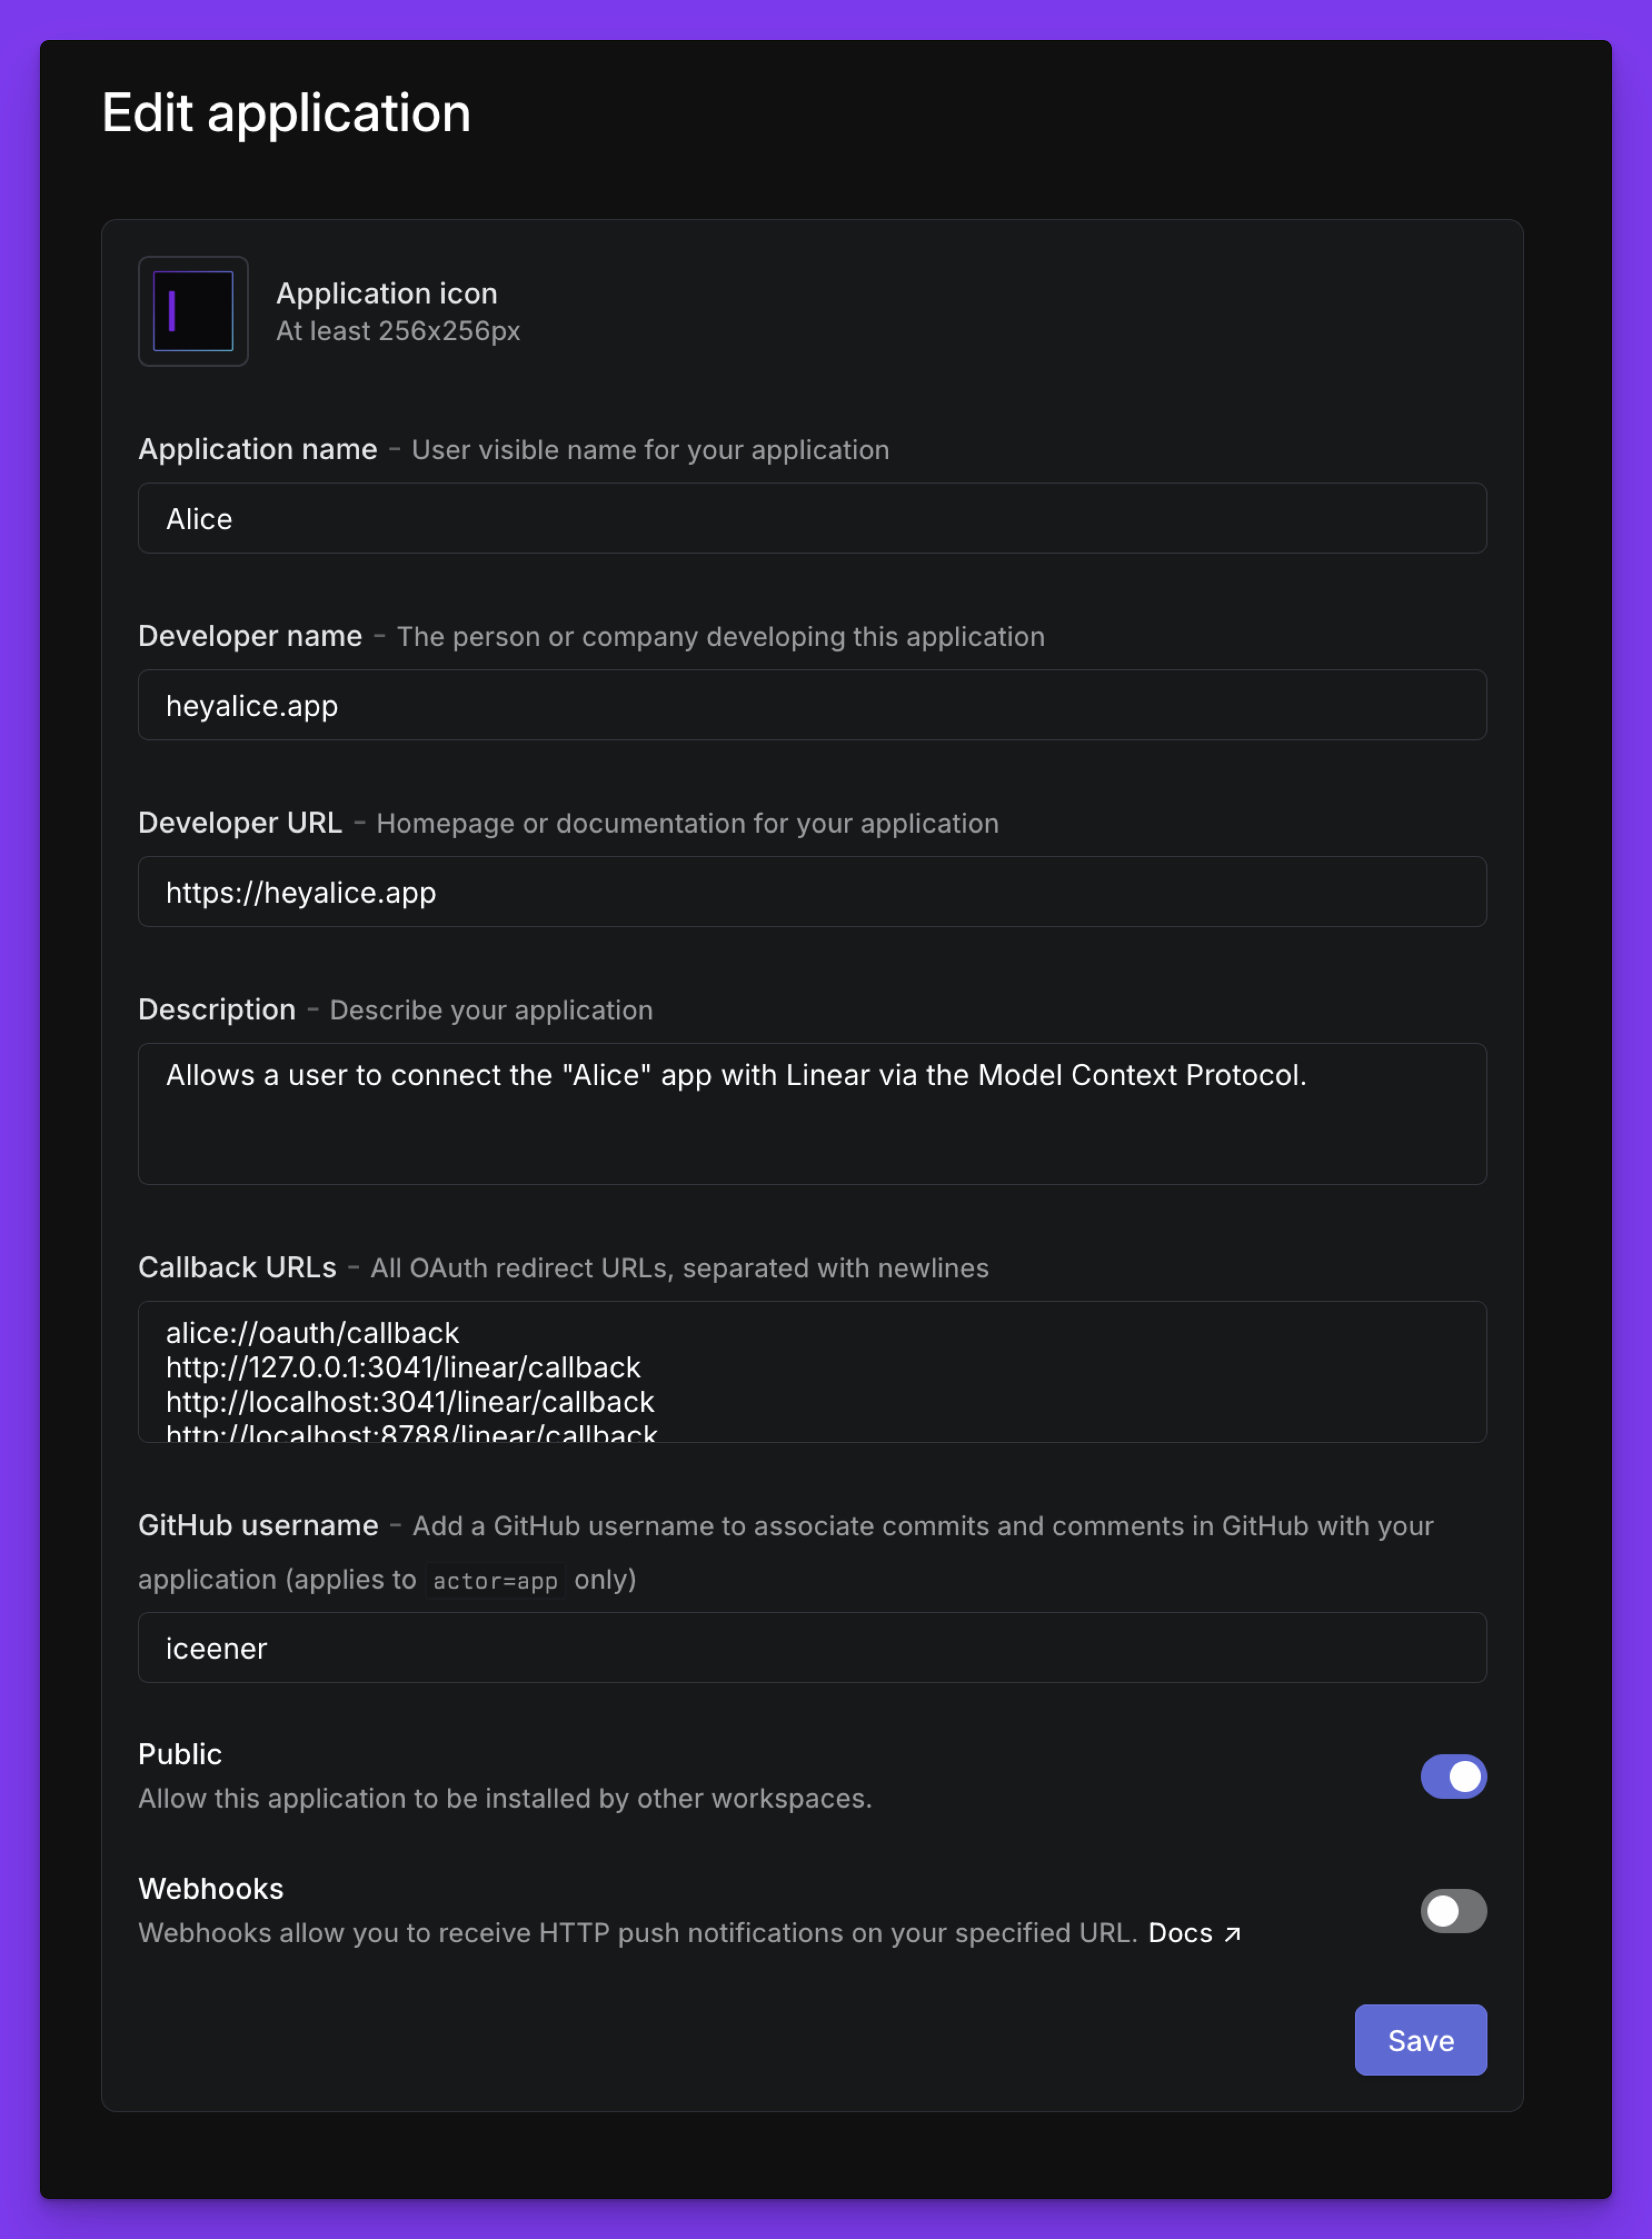 Edit application
Application icon
At least 256x256px
Application name – User visible name for your application
Alice
Developer name – The person or company developing this application
heyalice.app
Developer URL – Homepage or documentation for your application
https://heyalice.app
Description – Describe your application
Allows a user to connect the "Alice" app with Linear via the Model Context Protocol.
Callback URLs – All OAuth redirect URLs, separated with newlines
alice://oauth/callback
http://127.0.0.1:3041/linear/callback
http://localhost:3041/linear/callback
http://localhost:8788/linear/callback
GitHub username – Add a GitHub username to associate commits and comments in GitHub with your
application (applies to actor=app only)
iceener
Public
Allow this application to be installed by other workspaces.
Webhooks
Webhooks allow you to receive HTTP push notifications on your specified URL. Docs ↗
Save